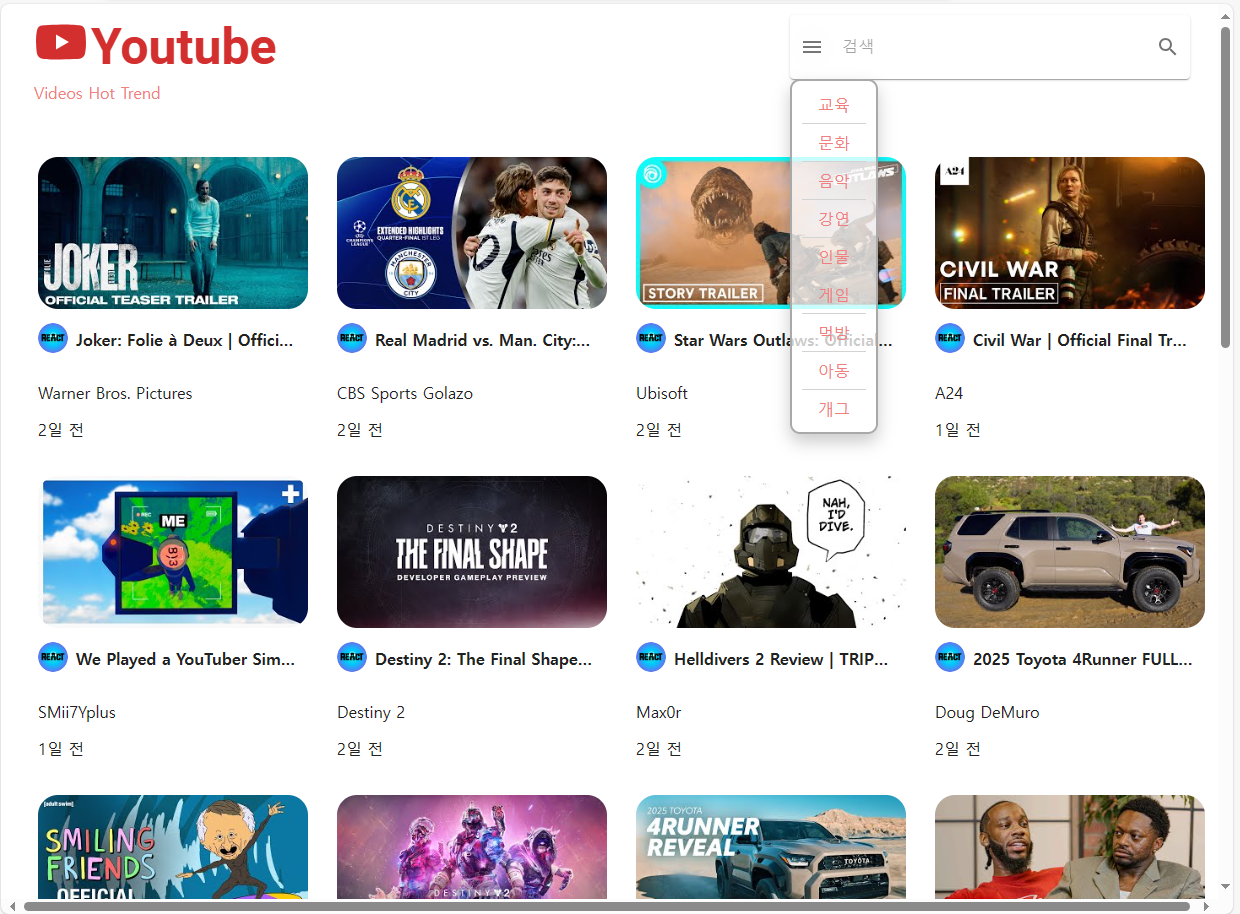 Youtube
검색
Videos Hot Trend
교육
문화
음악
강연
인물
게임
먹방
아동
개그
JOKER
OFFICIAL TEASER TRAILER
EXTENDED HIGHLIGHTS
QUARTER-FINAL 1ST LEG
CHAMPIONS LEAGUE
MANCHESTER
CITY
STORY TRAILER
A24
CIVIL WAR
FINAL TRAILER
REACT Joker: Folie à Deux | Offici...
REACT Real Madrid vs. Man. City:...
REACT Star Wars Outlaws: Official...
REACT Civil War | Official Final Tr...
Warner Bros. Pictures
CBS Sports Golazo
Ubisoft
A24
2일 전
2일 전
2일 전
1일 전
REC
ME
DESTINY 2
THE FINAL SHAPE
DEVELOPER GAMEPLAY PREVIEW
NAH,
I'D
DIVE.
REACT We Played a YouTuber Sim...
REACT Destiny 2: The Final Shape...
REACT Helldivers 2 Review | TRIP...
REACT 2025 Toyota 4Runner FULL...
SMii7Yplus
Destiny 2
Max0r
Doug DeMuro
1일 전
2일 전
2일 전
2일 전
[adult swim]
SMILING
FRIENDS
OFFICIAL
DESTINY 2
2025 TOYOTA
4RUNNER
REVEAL
TOYOTA